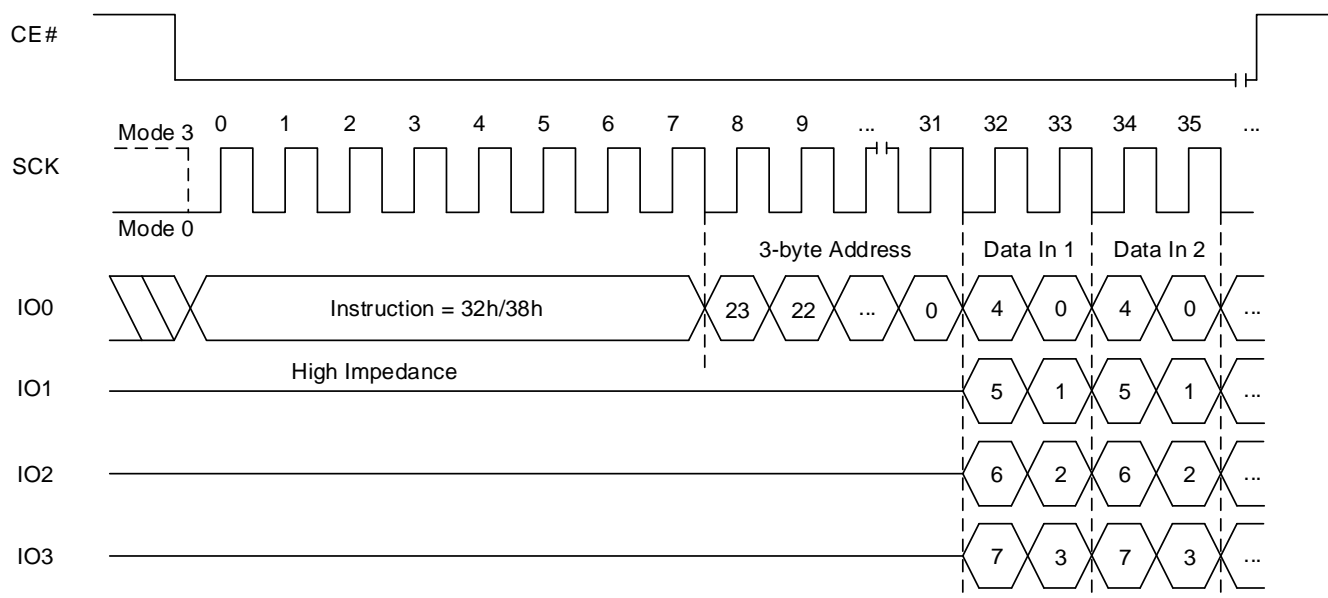 CE#
0 1 2 3 4 5 6 7 8 9 ... 31 32 33 34 35 ...
Mode 3
SCK
Mode 0
3-byte Address Data In 1 Data In 2
IO0 Instruction = 32h/38h 23 22 ... 0 4 0 4 0 ...
High Impedance
IO1 5 1 5 1 ...
IO2 6 2 6 2 ...
IO3 7 3 7 3 ...